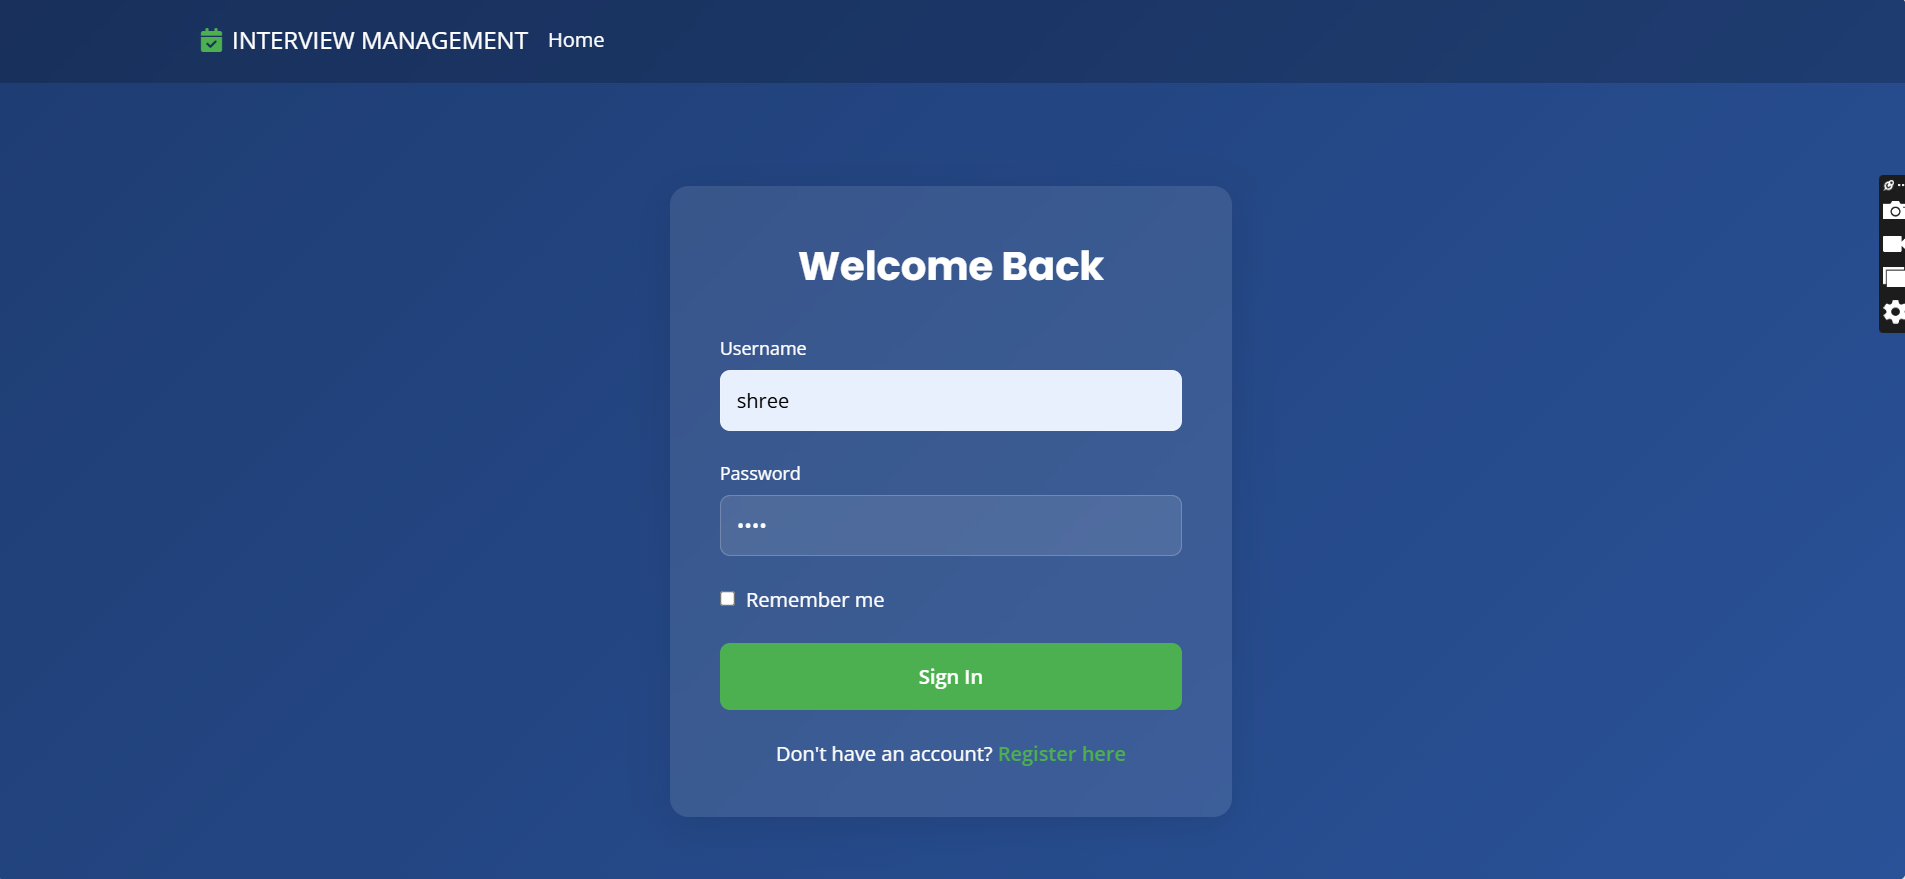 INTERVIEW MANAGEMENT Home
Welcome Back
Username
shree
Password
••••
Remember me
Sign In
Don't have an account? Register here